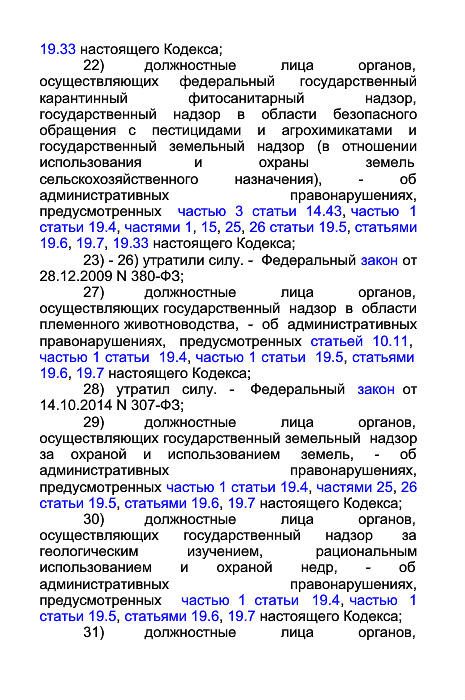 19.33 настоящего Кодекса;
22) должностные лица органов,
осуществляющих федеральный государственный
карантинный фитосанитарный надзор,
государственный надзор в области безопасного
обращения с пестицидами и агрохимикатами и
государственный земельный надзор (в отношении
использования и охраны земель
сельскохозяйственного назначения), - об
административных правонарушениях,
предусмотренных частью 3 статьи 14.43, частью 1
статьи 19.4, частями 1, 15, 25, 26 статьи 19.5, статьями
19.6, 19.7, 19.33 настоящего Кодекса;
23) - 26) утратили силу. - Федеральный закон от
28.12.2009 N 380-ФЗ;
27) должностные лица органов,
осуществляющих государственный надзор в области
племенного животноводства, - об административных
правонарушениях, предусмотренных статьей 10.11,
частью 1 статьи 19.4, частью 1 статьи 19.5, статьями
19.6, 19.7 настоящего Кодекса;
28) утратил силу. - Федеральный закон от
14.10.2014 N 307-ФЗ;
29) должностные лица органов,
осуществляющих государственный земельный надзор
за охраной и использованием земель, - об
административных правонарушениях,
предусмотренных частью 1 статьи 19.4, частями 25, 26
статьи 19.5, статьями 19.6, 19.7 настоящего Кодекса;
30) должностные лица органов,
осуществляющих государственный надзор за
геологическим изучением, рациональным
использованием и охраной недр, - об
административных правонарушениях,
предусмотренных частью 1 статьи 19.4, частью 1
статьи 19.5, статьями 19.6, 19.7 настоящего Кодекса;
31) должностные лица органов,